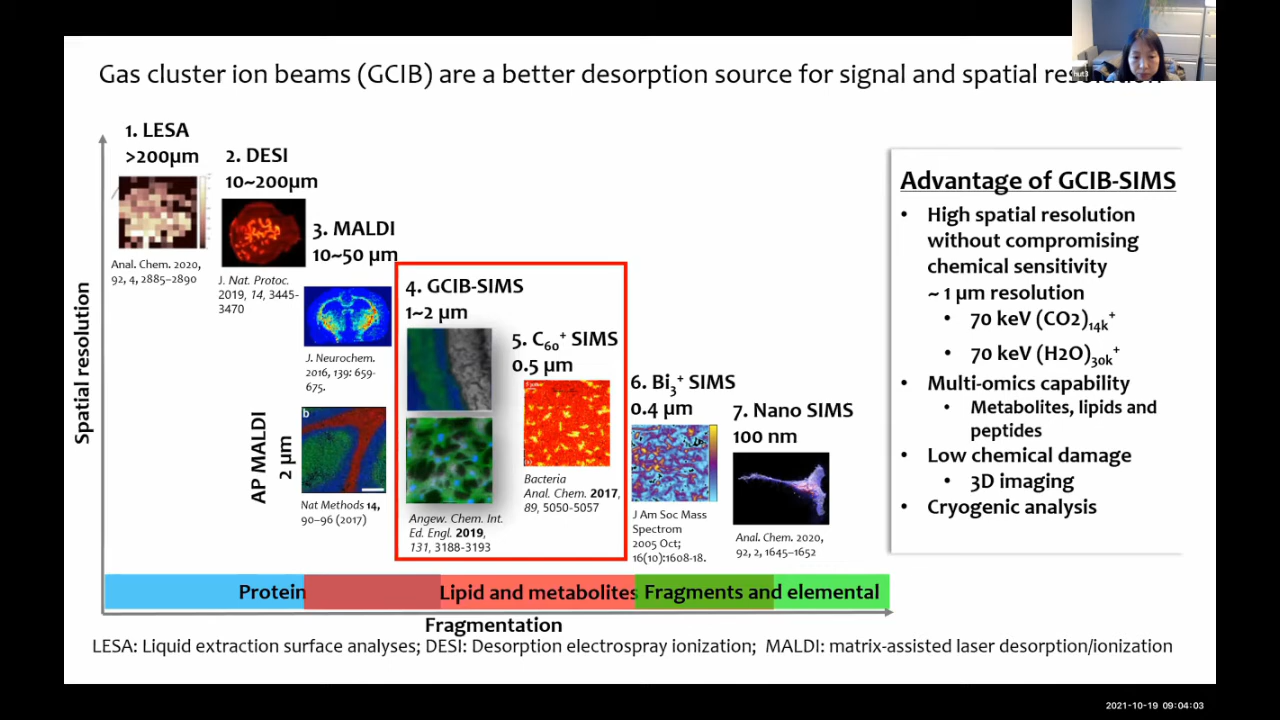 Gas cluster ion beams (GCIB) are a better desorption source for signal and spatial
1. LESA
>200µm
2. DESI
10~200µm
3. MALDI
10~50 µm
4. GCIB-SIMS
1~2 µm
5. C60+ SIMS
0.5 µm
6. Bi3+ SIMS
0.4 µm
7. Nano SIMS
100 nm
Anal. Chem. 2020,
92, 4, 2885–2890
J. Nat. Protoc.
2019, 14, 3445-
3470
J. Neurochem.
2016, 139: 659-
675.
AP MALDI
2 µm
b
Nat Methods 14,
90–96 (2017)
Angew. Chem. Int.
Ed. Engl. 2019,
131, 3188-3193
Bacteria
Anal. Chem. 2017,
89, 5050-5057
J Am Soc Mass
Spectrom
2005 Oct;
16(10):1608-18.
Anal. Chem. 2020,
92, 2, 1645–1652
Spatial resolution
Protein
Lipid and metabolites
Fragments and elemental
Fragmentation
LESA: Liquid extraction surface analyses; DESI: Desorption electrospray ionization; MALDI: matrix-assisted laser desorption/ionization
Advantage of GCIB-SIMS
• High spatial resolution
without compromising
chemical sensitivity
~ 1 µm resolution
• 70 keV (CO2)14k+
• 70 keV (H2O)30k+
• Multi-omics capability
• Metabolites, lipids and
peptides
• Low chemical damage
• 3D imaging
• Cryogenic analysis
2021-10-19 09:04:03